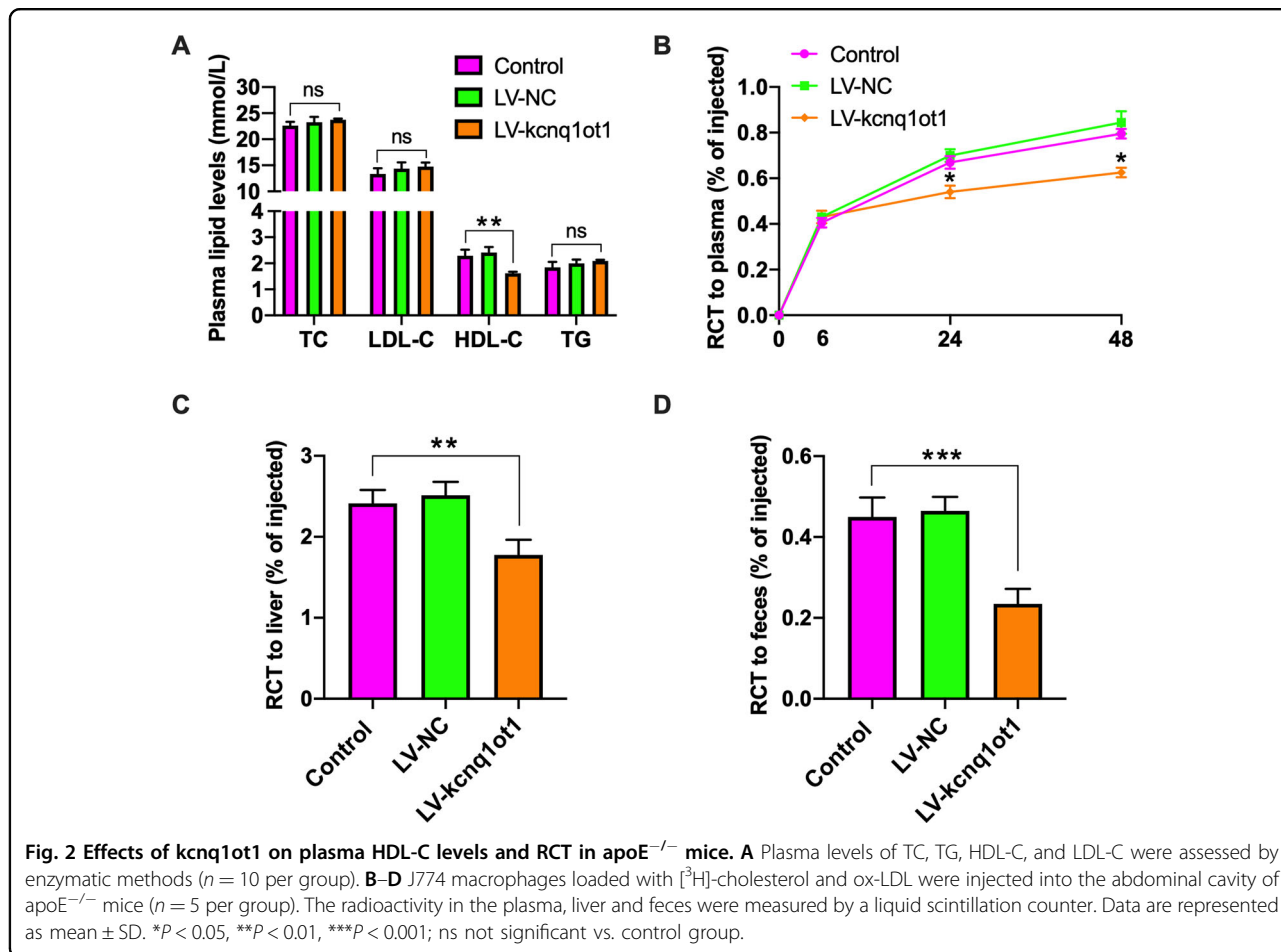 A
Plasma lipid levels (mmol/L)
30
25
20
15
10
4
3
2
1
0
ns
ns
**
ns
Control
LV-NC
LV-kcnq1ot1
TC LDL-C HDL-C TG
B
RCT to plasma (% of injected)
1.0
0.8
0.6
0.4
0.2
0.0
Control
LV-NC
LV-kcnq1ot1
*
*
0 6 24 48
C
RCT to liver (% of injected)
3
2
1
0
**
Control
LV-NC
LV-kcnq1ot1
D
RCT to feces (% of injected)
0.6
0.4
0.2
0.0
***
Control
LV-NC
LV-kcnq1ot1
Fig. 2 Effects of kcnq1ot1 on plasma HDL-C levels and RCT in apoE−/− mice. A Plasma levels of TC, TG, HDL-C, and LDL-C were assessed by
enzymatic methods (n = 10 per group). B–D J774 macrophages loaded with [³H]-cholesterol and ox-LDL were injected into the abdominal cavity of
apoE−/− mice (n = 5 per group). The radioactivity in the plasma, liver and feces were measured by a liquid scintillation counter. Data are represented
as mean ± SD. *P < 0.05, **P < 0.01, ***P < 0.001; ns not significant vs. control group.